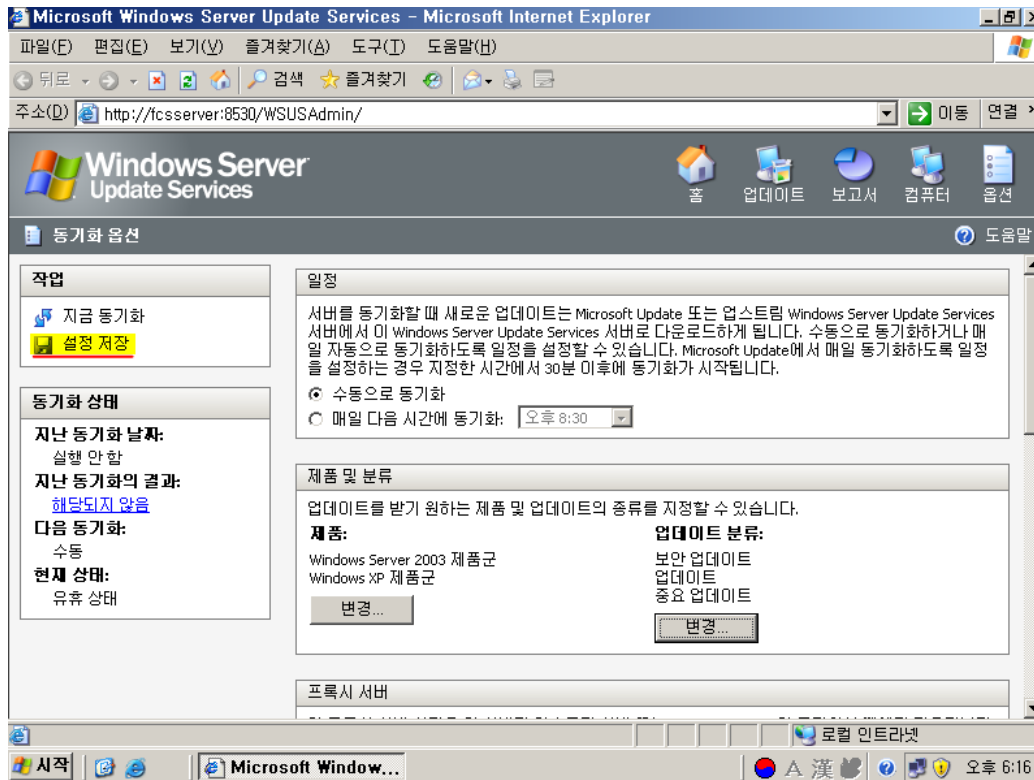 Microsoft Windows Server Update Services - Microsoft Internet Explorer
파일(F) 편집(E) 보기(V) 즐겨찾기(A) 도구(T) 도움말(H)
뒤로 검색 즐겨찾기
주소(D) http://fcsserver:8530/WSUSAdmin/ 이동 연결 »
Windows Server
Update Services
홈 업데이트 보고서 컴퓨터 옵션
동기화 옵션 도움말
작업
지금 동기화
설정 저장
동기화 상태
지난 동기화 날짜:
실행 안 함
지난 동기화의 결과:
해당되지 않음
다음 동기화:
수동
현재 상태:
유휴 상태
일정
서버를 동기화할 때 새로운 업데이트는 Microsoft Update 또는 업스트림 Windows Server Update Services
서버에서 이 Windows Server Update Services 서버로 다운로드하게 됩니다. 수동으로 동기화하거나 매
일 자동으로 동기화하도록 일정을 설정할 수 있습니다. Microsoft Update에서 매일 동기화하도록 일정
을 설정하는 경우 지정한 시간에서 30분 이후에 동기화가 시작됩니다.
수동으로 동기화
매일 다음 시간에 동기화: 오후 8:30
제품 및 분류
업데이트를 받기 원하는 제품 및 업데이트의 종류를 지정할 수 있습니다.
제품:
Windows Server 2003 제품군
Windows XP 제품군
변경...
업데이트 분류:
보안 업데이트
업데이트
중요 업데이트
변경...
프록시 서버
로컬 인트라넷
시작 Microsoft Window... A 漢 오후 6:16